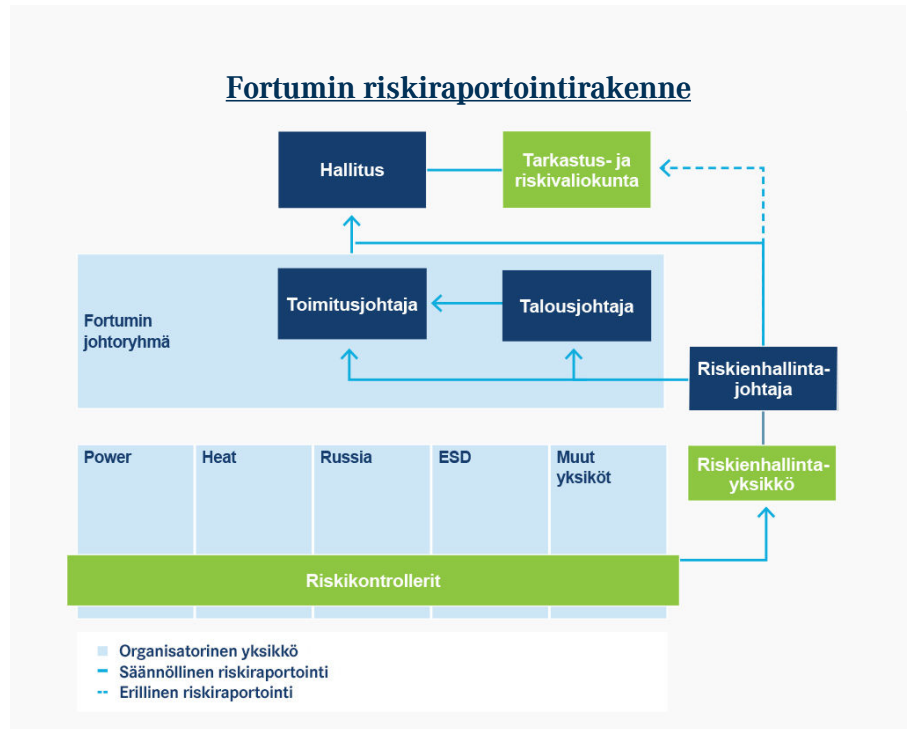 Fortumin riskiraportointirakenne
Hallitus
Tarkastus- ja
riskivaliokunta
Fortumin
johtoryhmä
Toimitusjohtaja
Talousjohtaja
Riskienhallinta-
johtaja
Power
Heat
Russia
ESD
Muut
yksiköt
Riskienhallinta-
yksikkö
Riskikontrollerit
Organisatorinen yksikkö
Säännöllinen riskiraportointi
Erillinen riskiraportointi